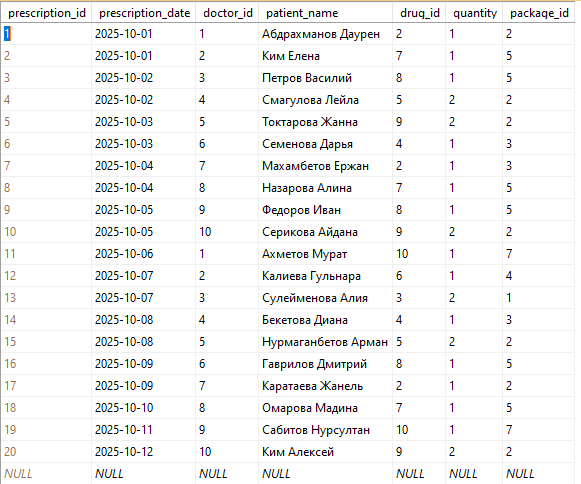 prescription_id prescription_date doctor_id patient_name drug_id quantity package_id
1 2025-10-01 1 Абдрахманов Даурен 2 1 2
2 2025-10-01 2 Ким Елена 7 1 5
3 2025-10-02 3 Петров Василий 8 1 5
4 2025-10-02 4 Смагулова Лейла 5 2 2
5 2025-10-03 5 Токтарова Жанна 9 2 2
6 2025-10-03 6 Семенова Дарья 4 1 3
7 2025-10-04 7 Махамбетов Ержан 2 1 3
8 2025-10-04 8 Назарова Алина 7 1 5
9 2025-10-05 9 Федоров Иван 8 1 5
10 2025-10-05 10 Серикова Айдана 9 2 2
11 2025-10-06 1 Ахметов Мурат 10 1 7
12 2025-10-07 2 Калиева Гульнара 6 1 4
13 2025-10-07 3 Сулейменова Алия 3 2 1
14 2025-10-08 4 Бекетова Диана 4 1 3
15 2025-10-08 5 Нурмаганбетов Арман 5 2 2
16 2025-10-09 6 Гаврилов Дмитрий 8 1 5
17 2025-10-09 7 Каратаева Жанель 2 1 2
18 2025-10-10 8 Омарова Мадина 7 1 5
19 2025-10-11 9 Сабитов Нурсултан 10 1 7
20 2025-10-12 10 Ким Алексей 9 2 2
NULL NULL NULL NULL NULL NULL NULL